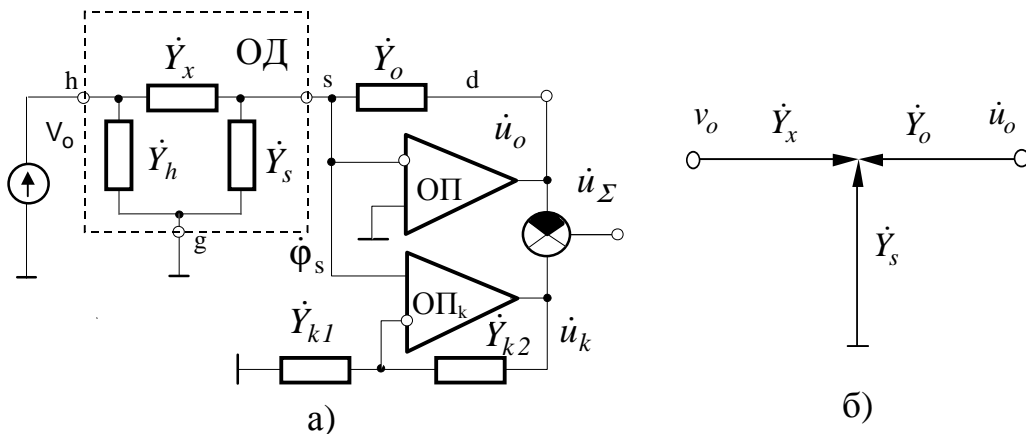 ОД
h
Ẏx
s
Ẏo
d
Vo
Ẏh
Ẏs
u̇o
ОП
u̇Σ
g
φ̇s
ОПk
Ẏk1
Ẏk2
u̇k
а)
vo
Ẏx
Ẏo
u̇o
Ẏs
б)